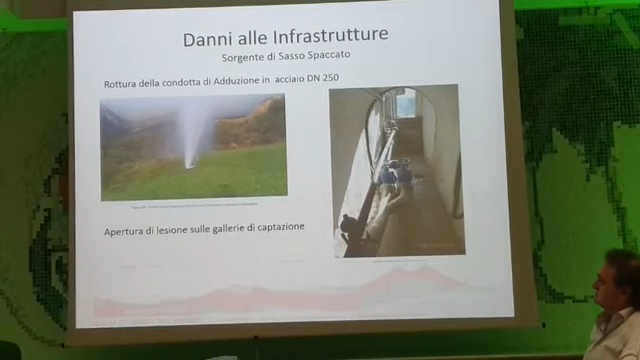 Danni alle Infrastrutture
Sorgente di Sasso Spaccato
Rottura della condotta di Adduzione in acciaio DN 250
Apertura di lesione sulle gallerie di captazione